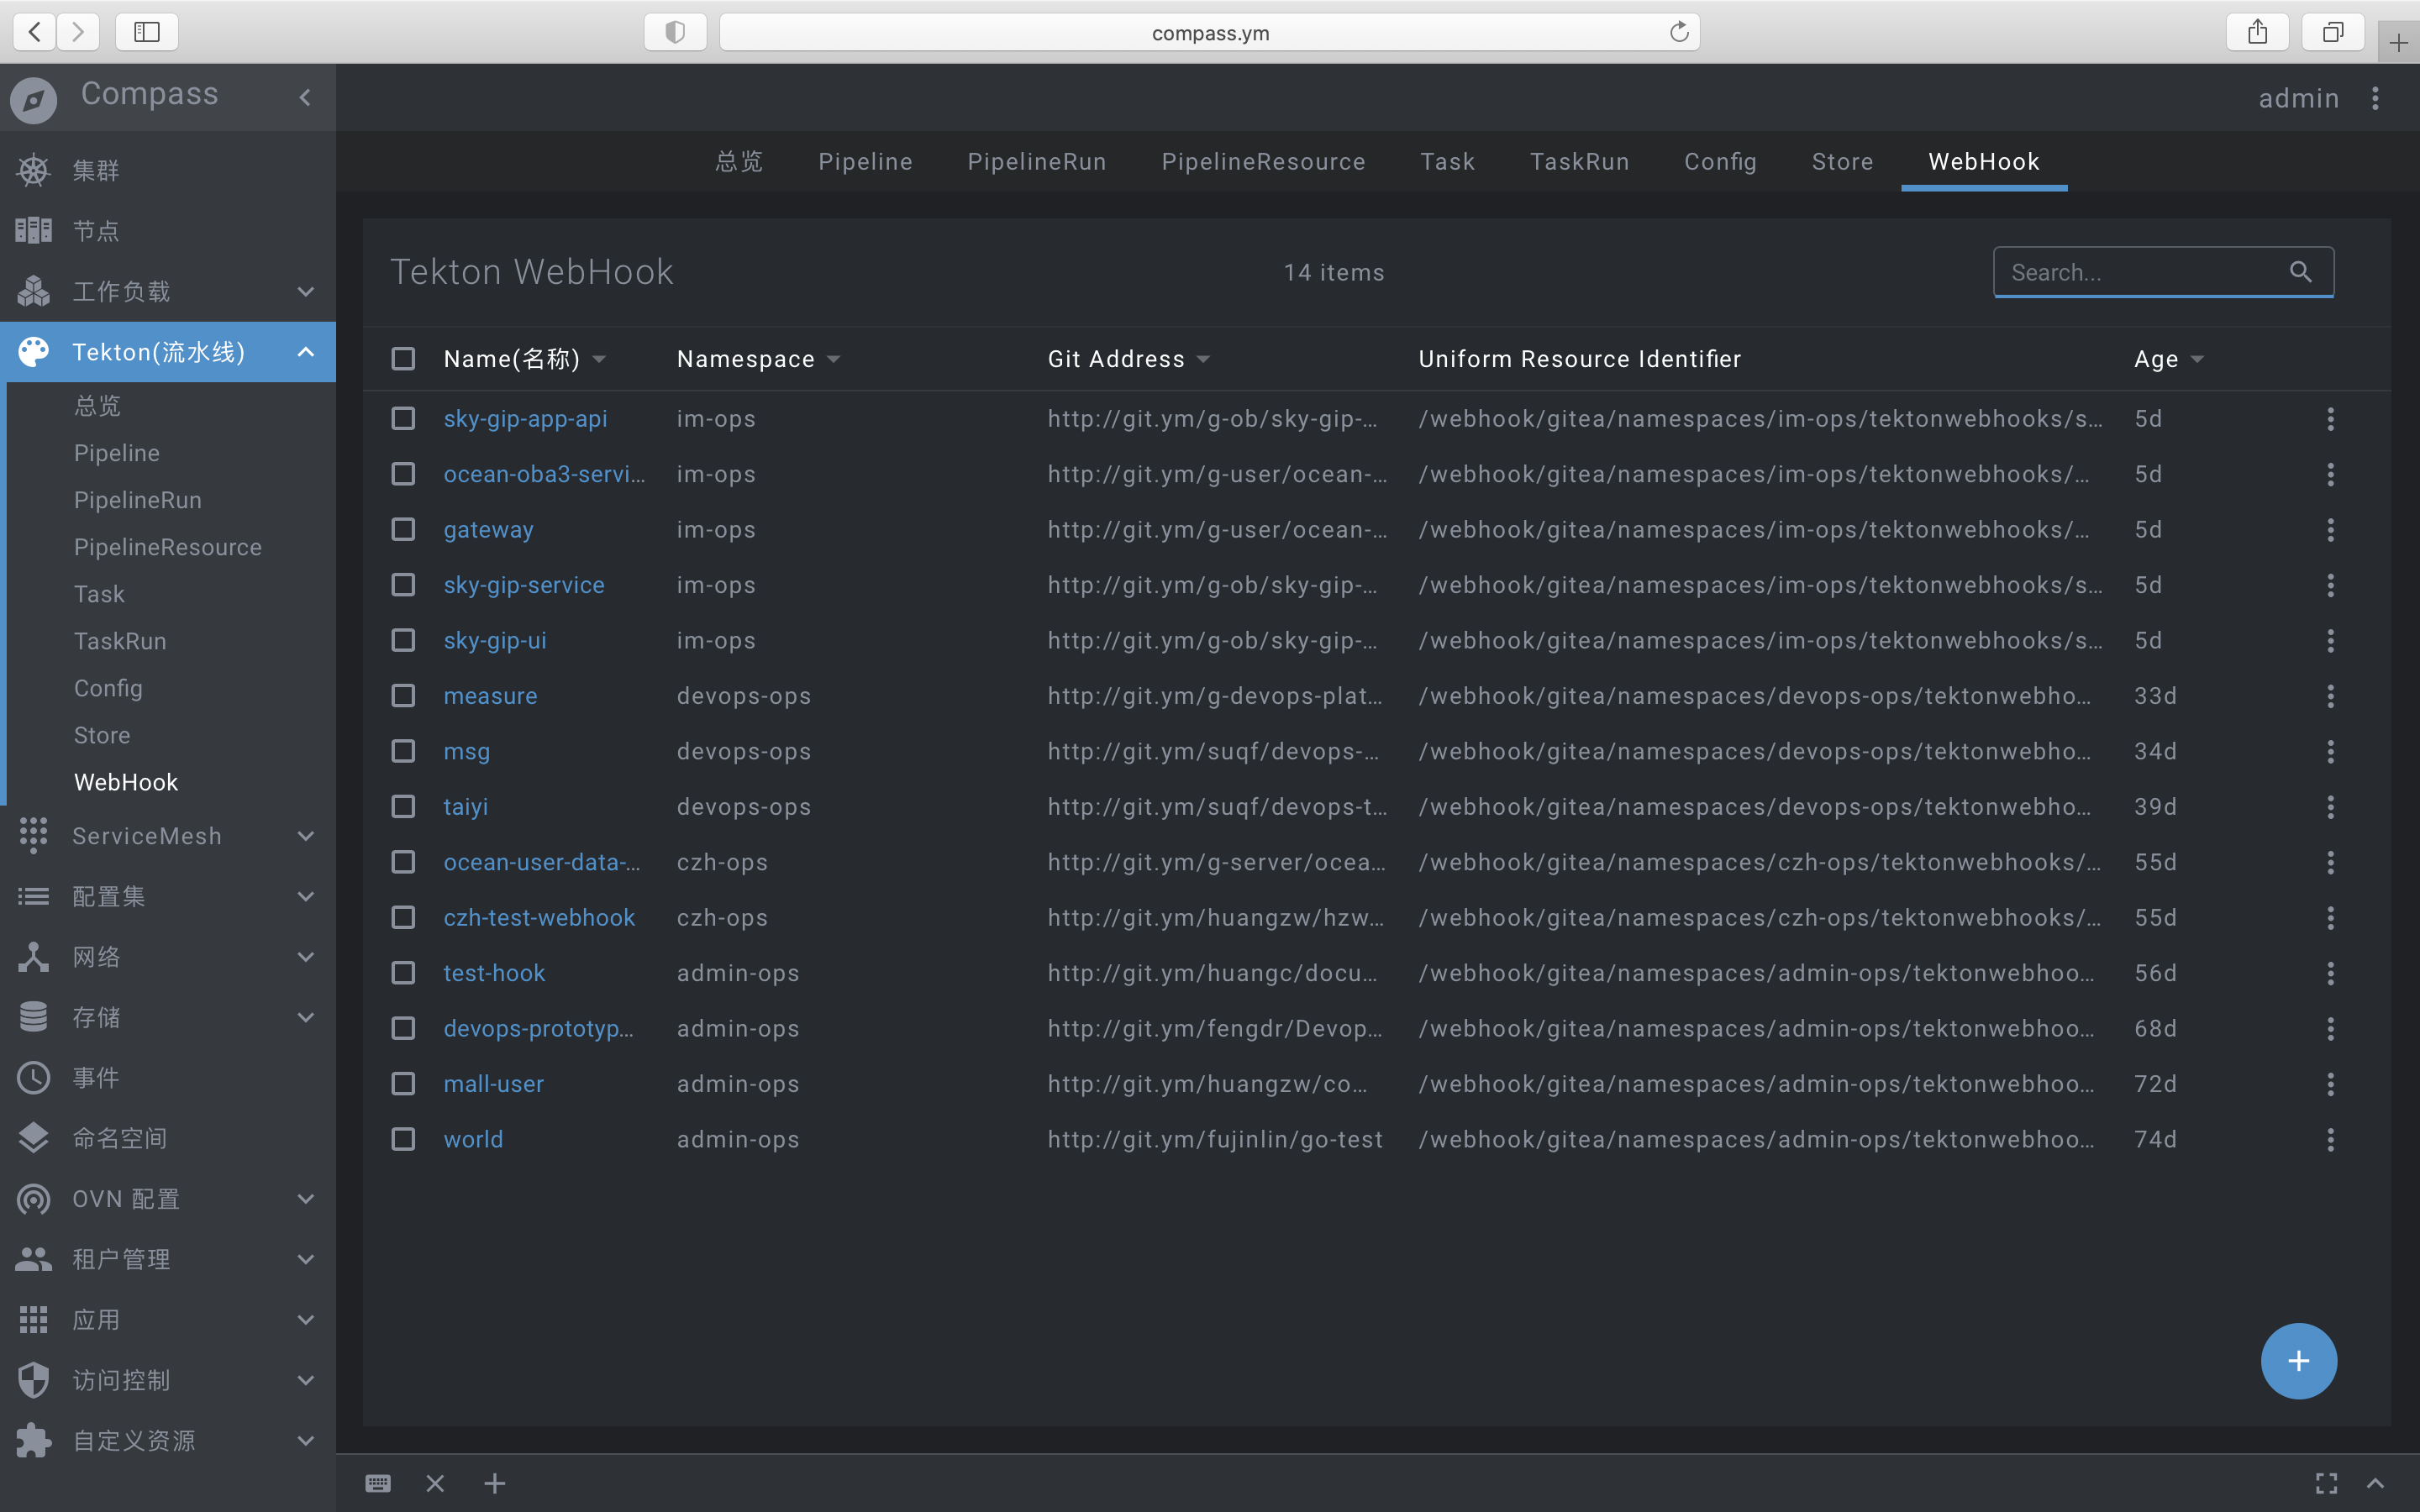 compass.ym
Compass
admin
集群
节点
工作负载
Tekton(流水线)
总览
Pipeline
PipelineRun
PipelineResource
Task
TaskRun
Config
Store
WebHook
ServiceMesh
配置集
网络
存储
事件
命名空间
OVN 配置
租户管理
应用
访问控制
自定义资源
总览 Pipeline PipelineRun PipelineResource Task TaskRun Config Store WebHook
Tekton WebHook 14 items Search...
Name(名称) Namespace Git Address Uniform Resource Identifier Age
sky-gip-app-api im-ops http://git.ym/g-ob/sky-gip-... /webhook/gitea/namespaces/im-ops/tektonwebhooks/s... 5d
ocean-oba3-servi... im-ops http://git.ym/g-user/ocean-... /webhook/gitea/namespaces/im-ops/tektonwebhooks/... 5d
gateway im-ops http://git.ym/g-user/ocean-... /webhook/gitea/namespaces/im-ops/tektonwebhooks/... 5d
sky-gip-service im-ops http://git.ym/g-ob/sky-gip-... /webhook/gitea/namespaces/im-ops/tektonwebhooks/s... 5d
sky-gip-ui im-ops http://git.ym/g-ob/sky-gip-... /webhook/gitea/namespaces/im-ops/tektonwebhooks/s... 5d
measure devops-ops http://git.ym/g-devops-plat... /webhook/gitea/namespaces/devops-ops/tektonwebho... 33d
msg devops-ops http://git.ym/suqf/devops-... /webhook/gitea/namespaces/devops-ops/tektonwebho... 34d
taiyi devops-ops http://git.ym/suqf/devops-t... /webhook/gitea/namespaces/devops-ops/tektonwebho... 39d
ocean-user-data-... czh-ops http://git.ym/g-server/ocea... /webhook/gitea/namespaces/czh-ops/tektonwebhooks/... 55d
czh-test-webhook czh-ops http://git.ym/huangzw/hzw... /webhook/gitea/namespaces/czh-ops/tektonwebhooks/... 55d
test-hook admin-ops http://git.ym/huangc/docu... /webhook/gitea/namespaces/admin-ops/tektonwebhoo... 56d
devops-prototyp... admin-ops http://git.ym/fengdr/Devop... /webhook/gitea/namespaces/admin-ops/tektonwebhoo... 68d
mall-user admin-ops http://git.ym/huangzw/co... /webhook/gitea/namespaces/admin-ops/tektonwebhoo... 72d
world admin-ops http://git.ym/fujinlin/go-test /webhook/gitea/namespaces/admin-ops/tektonwebhoo... 74d